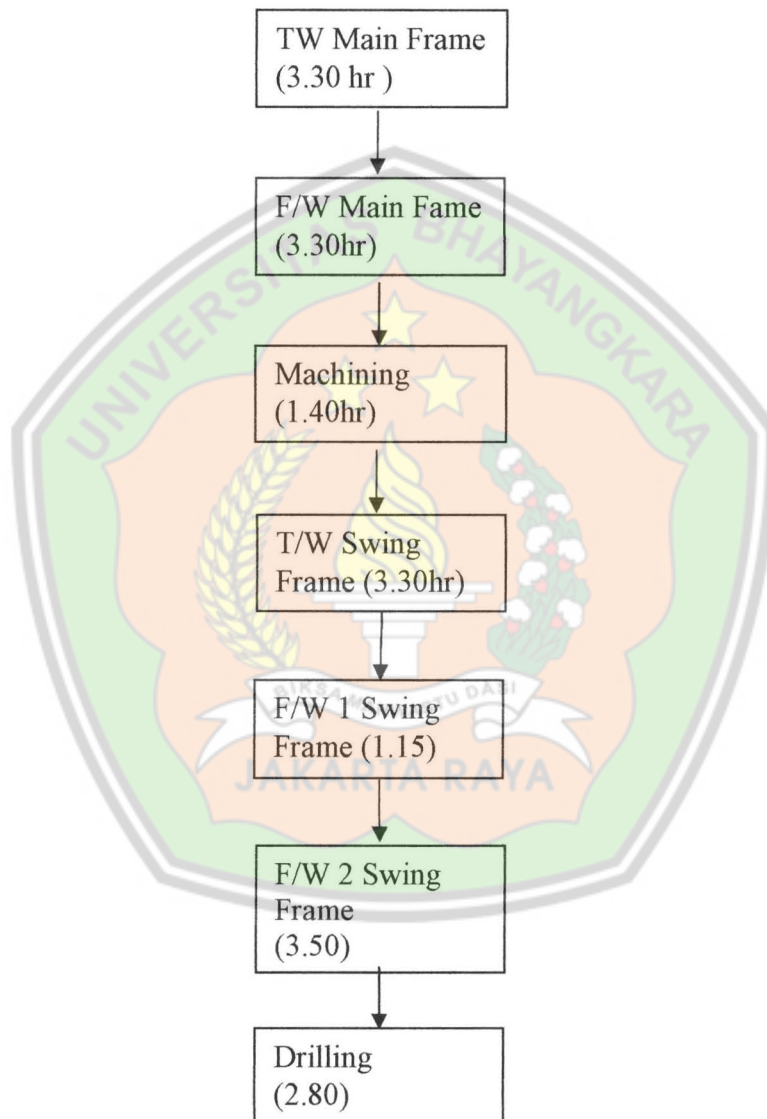 TW Main Frame
(3.30 hr )
F/W Main Fame
(3.30hr)
Machining
(1.40hr)
T/W Swing
Frame (3.30hr)
F/W 1 Swing
Frame (1.15)
F/W 2 Swing
Frame
(3.50)
Drilling
(2.80)
UNIVERSITAS BHAYANGKARA
JAKARTA RAYA